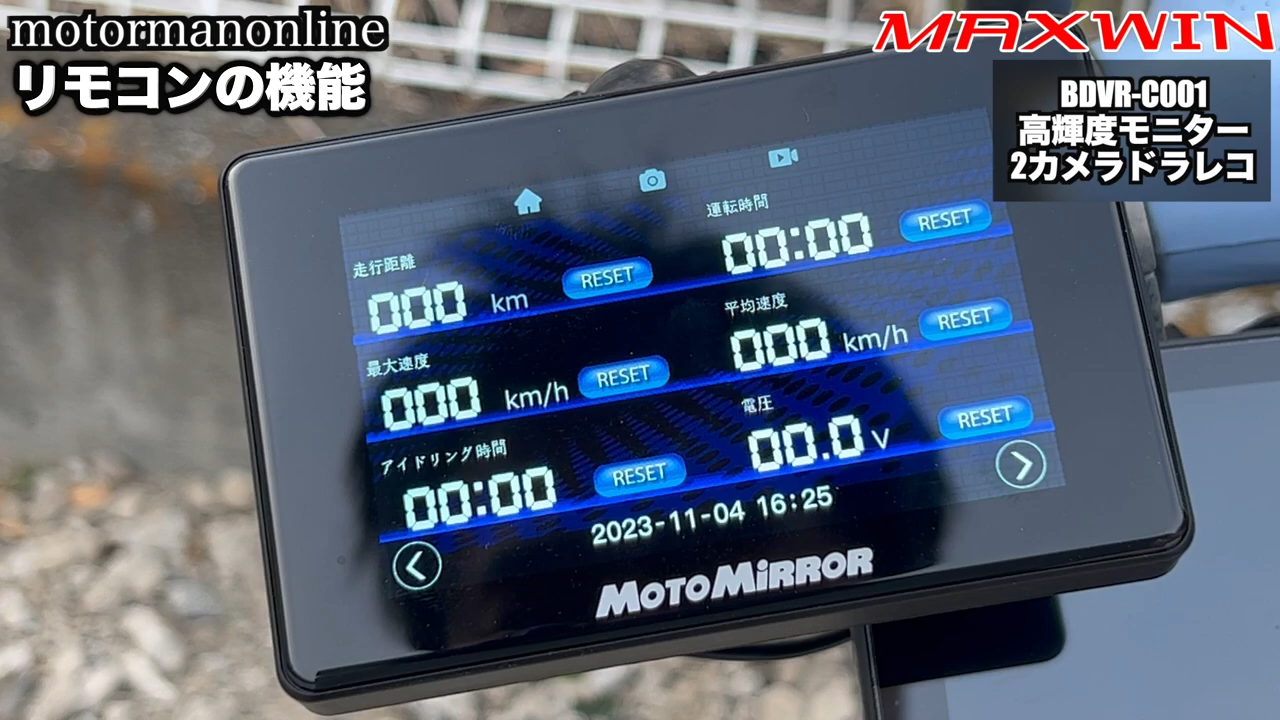 motormanonline
リモコンの機能
MAXWIN
BDVR-C001
高輝度モニター
2カメラドラレコ
走行距離
000 km RESET
運転時間
00:00 RESET
最大速度
000 km/h RESET
平均速度
000 km/h RESET
アイドリング時間
00:00 RESET
電圧
00.0 V RESET
2023-11-04 16:25
MOTOMiRROR